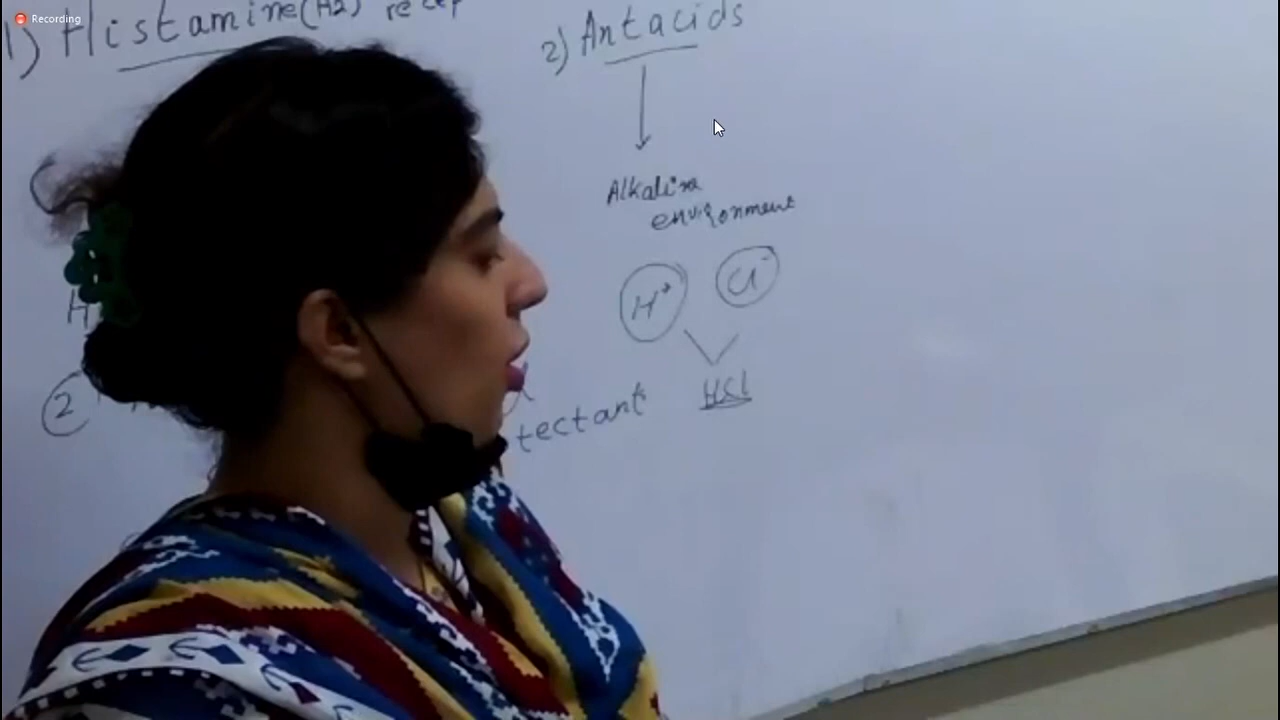 Recording
1) Histamine (H2) recep
2) Antacids
Alkaline
environment
H+ Cl-
HCl
H
2
tectant